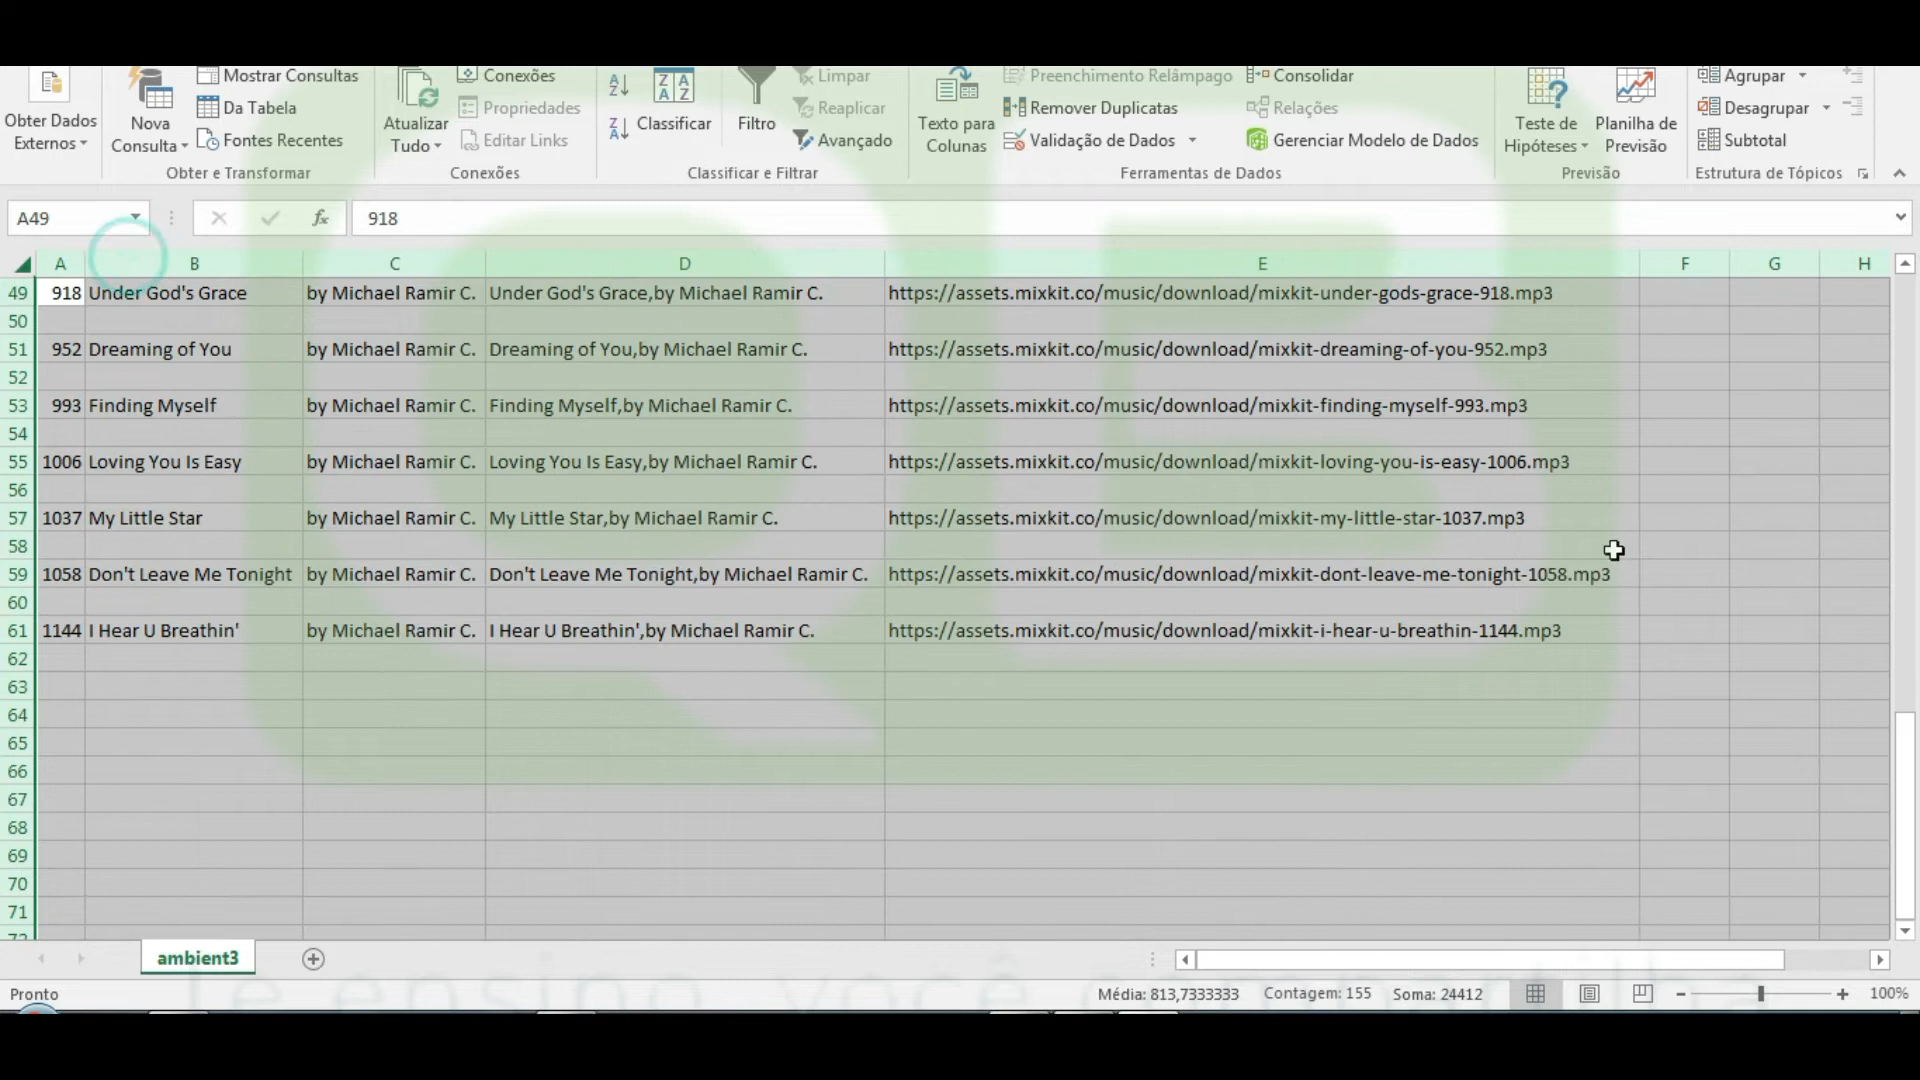 Mostrar Consultas Conexões Limpar Preenchimento Relâmpago Consolidar Agrupar
Da Tabela Propriedades Reaplicar Remover Duplicatas Relações Desagrupar
Obter Dados Externos Nova Consulta Fontes Recentes Atualizar Tudo Editar Links Classificar Filtro Avançado Texto para Colunas Validação de Dados Gerenciar Modelo de Dados Teste de Hipóteses Planilha de Previsão Subtotal
Obter e Transformar Conexões Classificar e Filtrar Ferramentas de Dados Previsão Estrutura de Tópicos
A49 fx 918
A B C D E F G H
49 918 Under God's Grace by Michael Ramir C. Under God's Grace,by Michael Ramir C. https://assets.mixkit.co/music/download/mixkit-under-gods-grace-918.mp3
50
51 952 Dreaming of You by Michael Ramir C. Dreaming of You,by Michael Ramir C. https://assets.mixkit.co/music/download/mixkit-dreaming-of-you-952.mp3
52
53 993 Finding Myself by Michael Ramir C. Finding Myself,by Michael Ramir C. https://assets.mixkit.co/music/download/mixkit-finding-myself-993.mp3
54
55 1006 Loving You Is Easy by Michael Ramir C. Loving You Is Easy,by Michael Ramir C. https://assets.mixkit.co/music/download/mixkit-loving-you-is-easy-1006.mp3
56
57 1037 My Little Star by Michael Ramir C. My Little Star,by Michael Ramir C. https://assets.mixkit.co/music/download/mixkit-my-little-star-1037.mp3
58
59 1058 Don't Leave Me Tonight by Michael Ramir C. Don't Leave Me Tonight,by Michael Ramir C. https://assets.mixkit.co/music/download/mixkit-dont-leave-me-tonight-1058.mp3
60
61 1144 I Hear U Breathin' by Michael Ramir C. I Hear U Breathin',by Michael Ramir C. https://assets.mixkit.co/music/download/mixkit-i-hear-u-breathin-1144.mp3
62
63
64
65
66
67
68
69
70
71
ambient3
Pronto Média: 813,7333333 Contagem: 155 Soma: 24412 100%